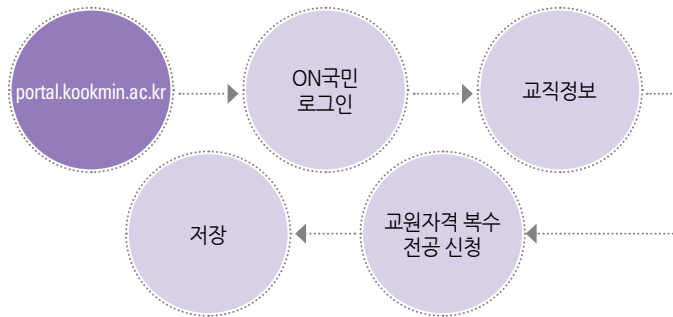 portal.kookmin.ac.kr
ON국민
로그인
교직정보
교원자격 복수
전공 신청
저장